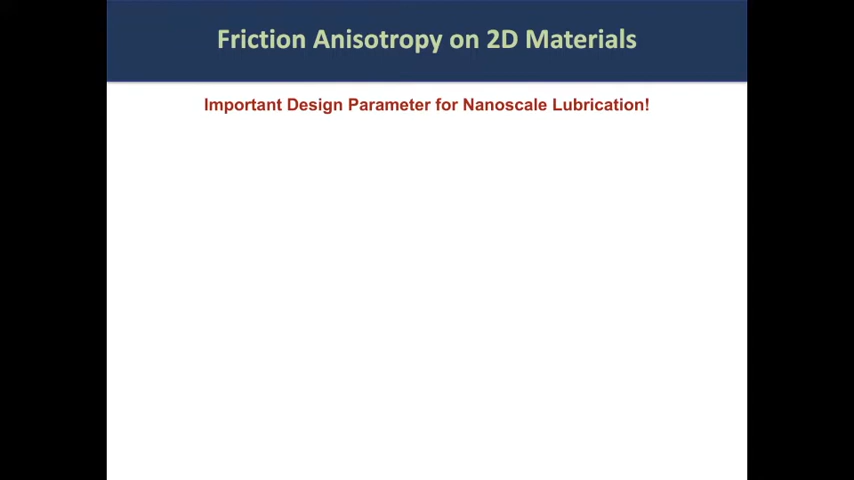 Friction Anisotropy on 2D Materials
Important Design Parameter for Nanoscale Lubrication!